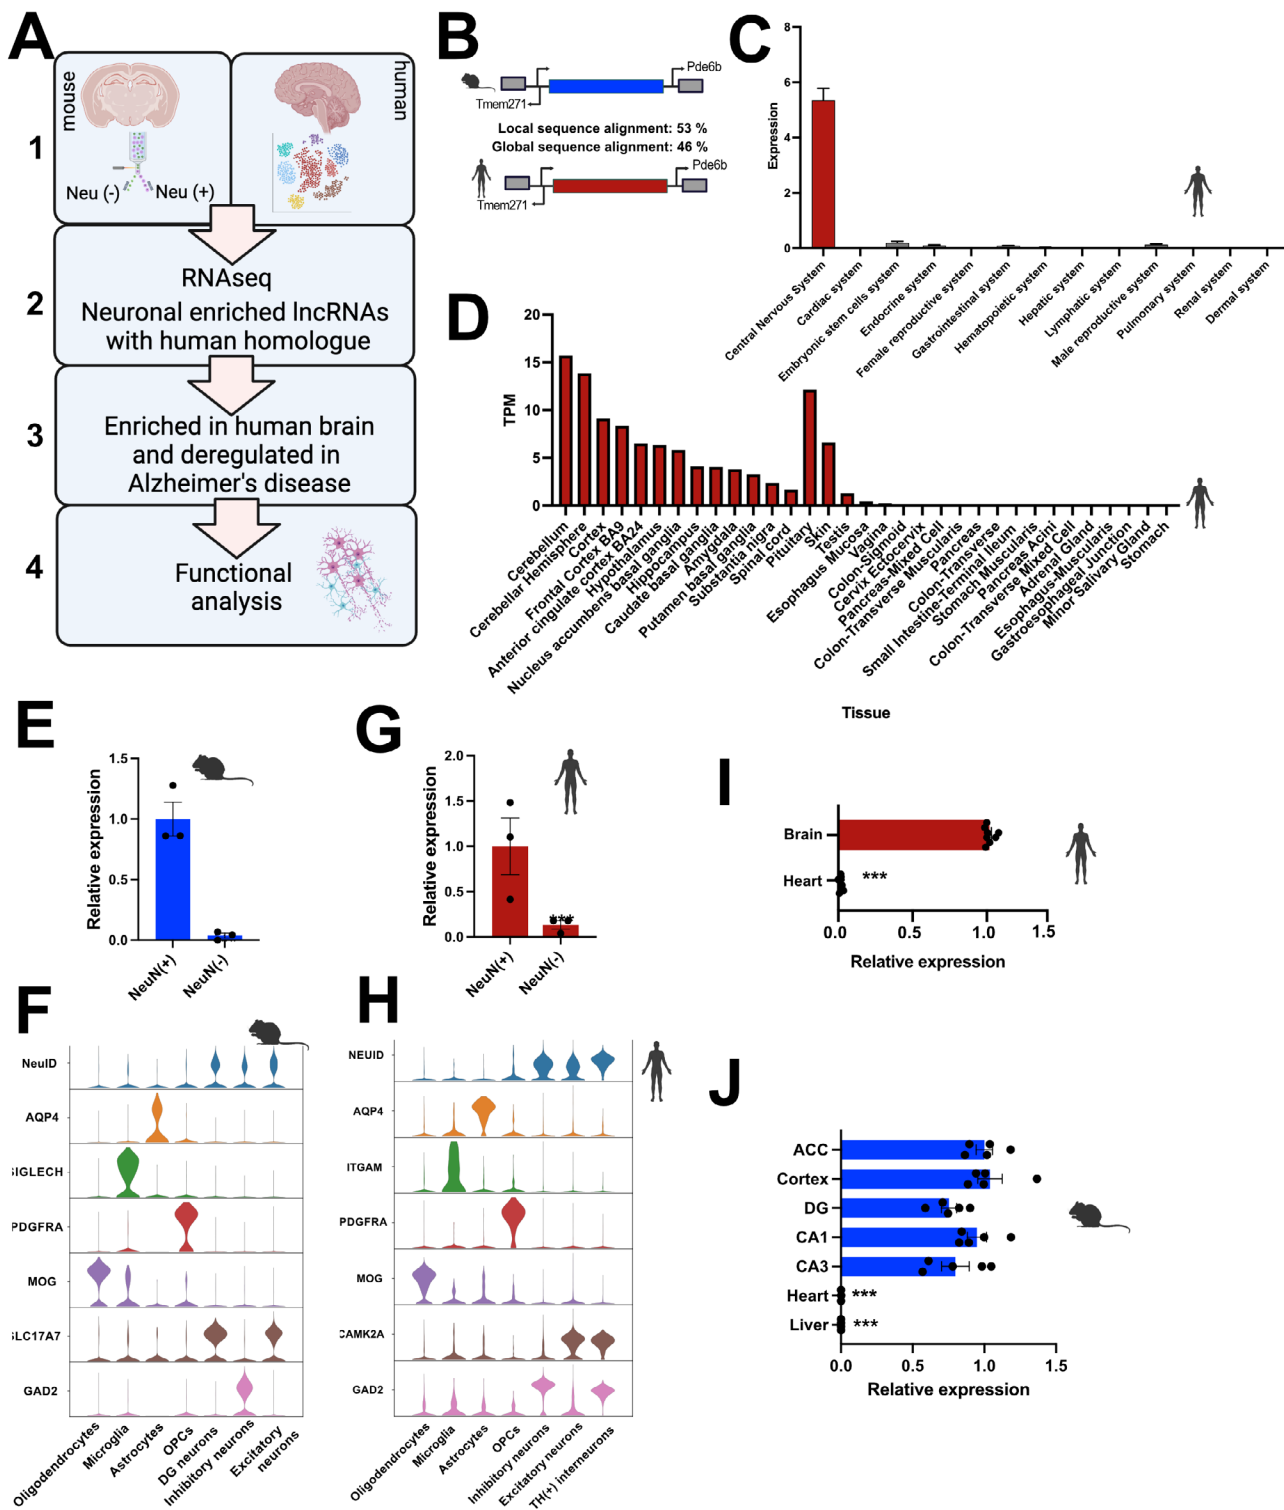 A
mouse
human
1
Neu (-)
Neu (+)
2
RNAseq
Neuronal enriched lncRNAs
with human homologue
3
Enriched in human brain
and deregulated in
Alzheimer's disease
4
Functional
analysis
B
Pde6b
Tmem271
Local sequence alignment: 53 %
Global sequence alignment: 46 %
Pde6b
Tmem271
C
Expression
8
6
4
2
0
Central Nervous System
Cardiac system
Embryonic stem cells system
Endocrine system
Female reproductive system
Gastrointestinal system
Hematopoietic system
Hepatic system
Lymphatic system
Male reproductive system
Pulmonary system
Renal system
Dermal system
D
TPM
20
15
10
5
0
Cerebellum
Cerebellar Hemisphere
Cortex
Frontal Cortex BA9
Anterior cingulate cortex BA24
Hypothalamus
Nucleus accumbens basal ganglia
Hippocampus
Caudate basal ganglia
Amygdala
Putamen basal ganglia
Substantia nigra
Spinal cord
Pituitary
Skin
Testis
Esophagus Mucosa
Vagina
Colon-Sigmoid
Cervix Ectocervix
Pancreas-Mixed Cell
Colon-Transverse Muscularis
Pancreas
Colon-Transverse
Small Intestine-Terminal Ileum
Stomach Muscularis
Pancreas Acini
Colon-Transverse Mixed Cell
Adrenal Gland
Esophagus-Muscularis
Gastroesophageal Junction
Minor Salivary Gland
Stomach
Tissue
E
Relative expression
1.5
1.0
0.5
0.0
NeuN(+)
NeuN(-)
G
Relative expression
2.0
1.5
1.0
0.5
0.0
***
NeuN(+)
NeuN(-)
I
Brain
Heart
***
0.0
0.5
1.0
1.5
Relative expression
F
NeuID
AQP4
SIGLECH
PDGFRA
MOG
SLC17A7
GAD2
Oligodendrocytes
Microglia
Astrocytes
OPCs
DG neurons
Inhibitory neurons
Excitatory
neurons
H
NEUID
AQP4
ITGAM
PDGFRA
MOG
CAMK2A
GAD2
Oligodendrocytes
Microglia
Astrocytes
OPCs
Inhibitory neurons
Excitatory neurons
TH(+) interneurons
J
ACC
Cortex
DG
CA1
CA3
Heart
***
Liver
***
0.0
0.5
1.0
1.5
Relative expression